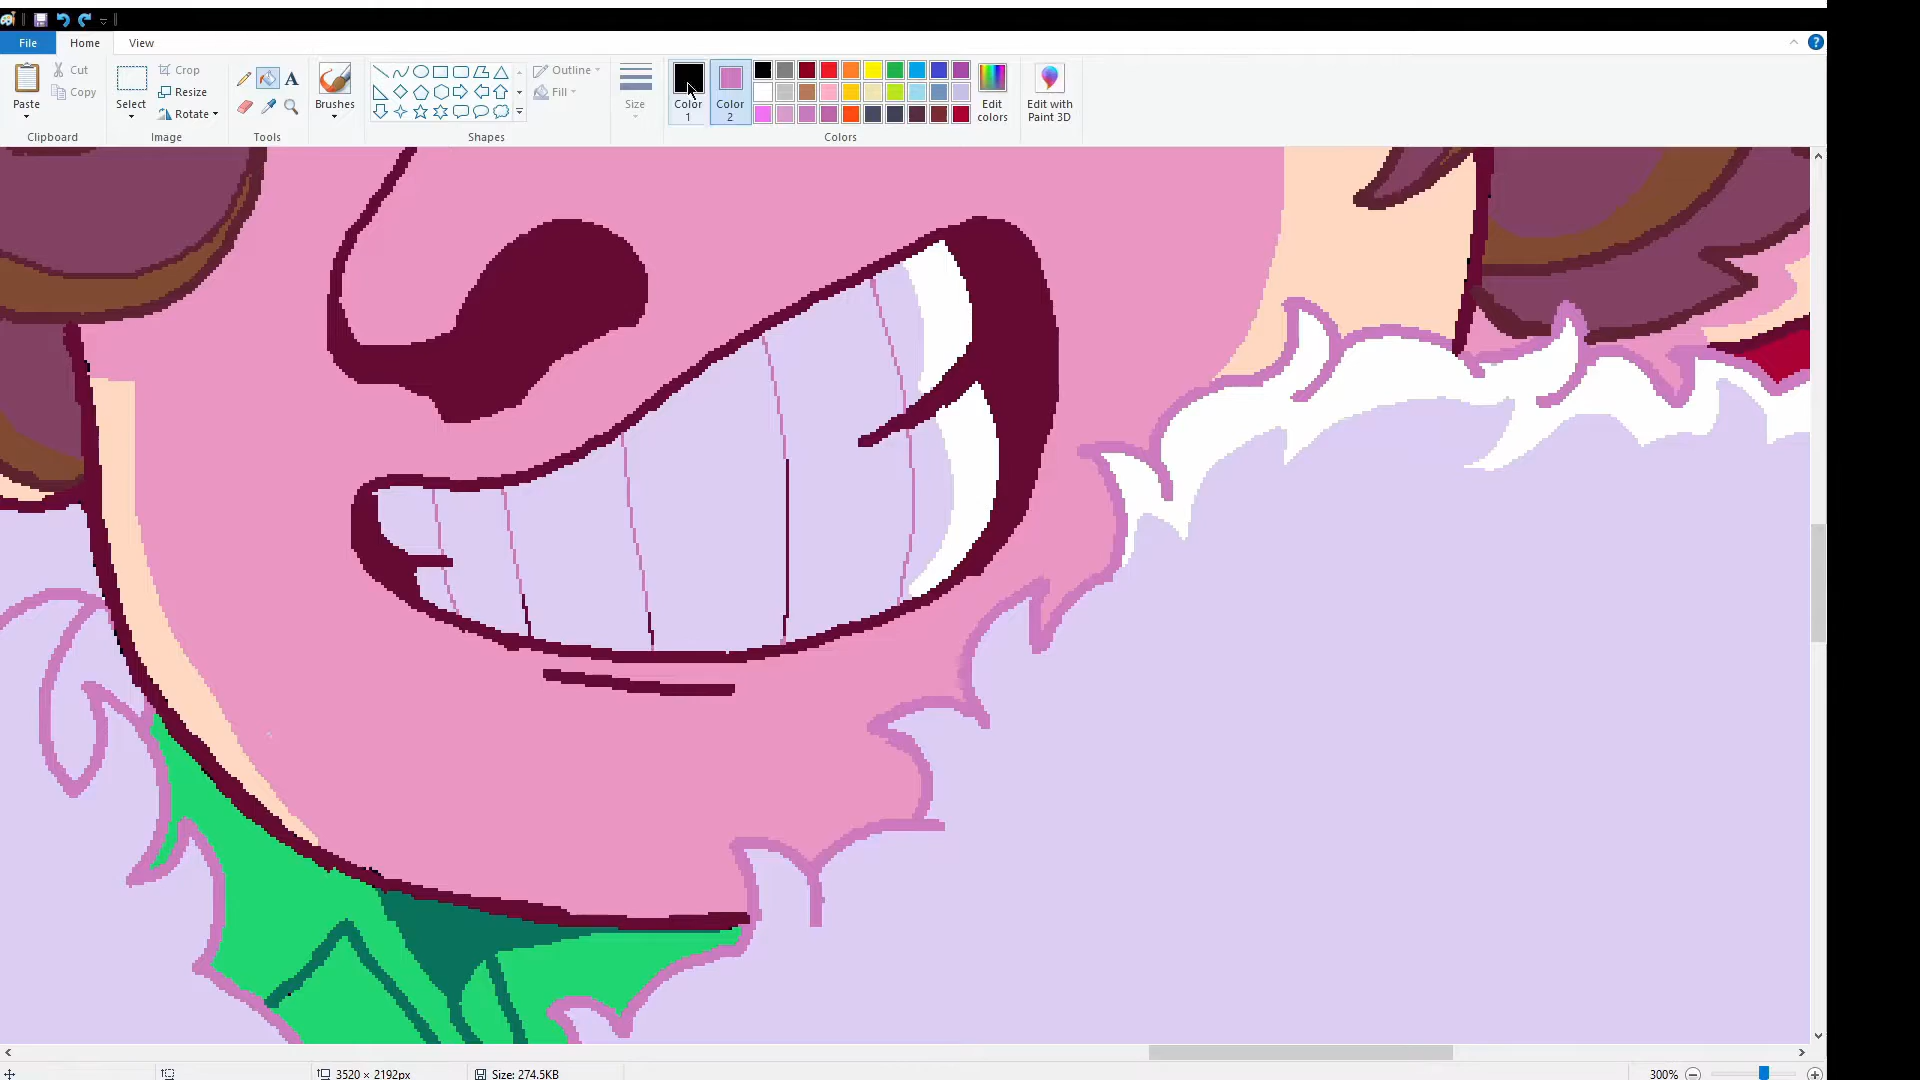 File Home View
Paste
Cut
Copy
Clipboard
Select
Crop
Resize
Rotate
Image
A
Tools
Brushes
Shapes
Outline
Fill
Size
Color 1
Color 2
Colors
Edit colors
Edit with Paint 3D
3520 × 2192px
Size: 274.5KB
300%